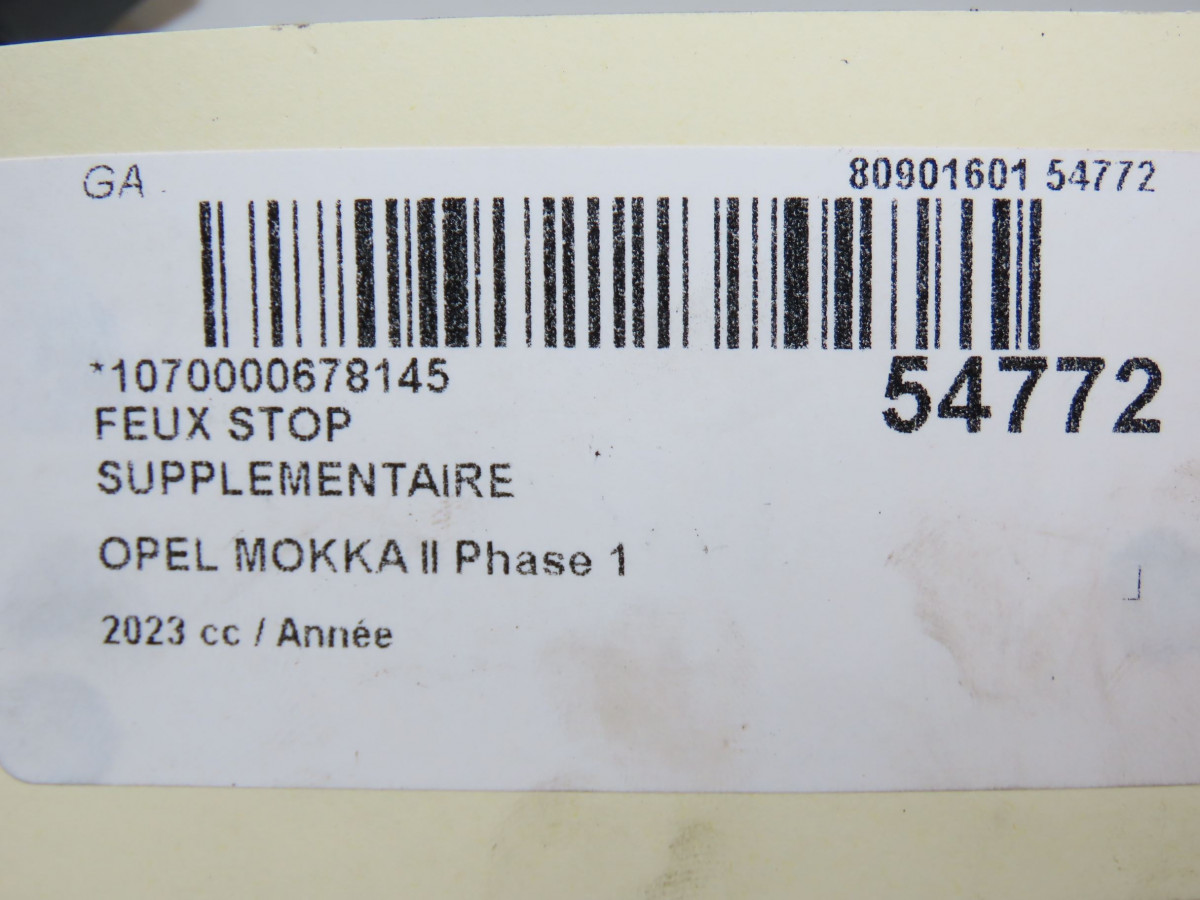 GA
80901601 54772
*1070000678145
54772
FEUX STOP
SUPPLEMENTAIRE
OPEL MOKKA II Phase 1
2023 cc / Année